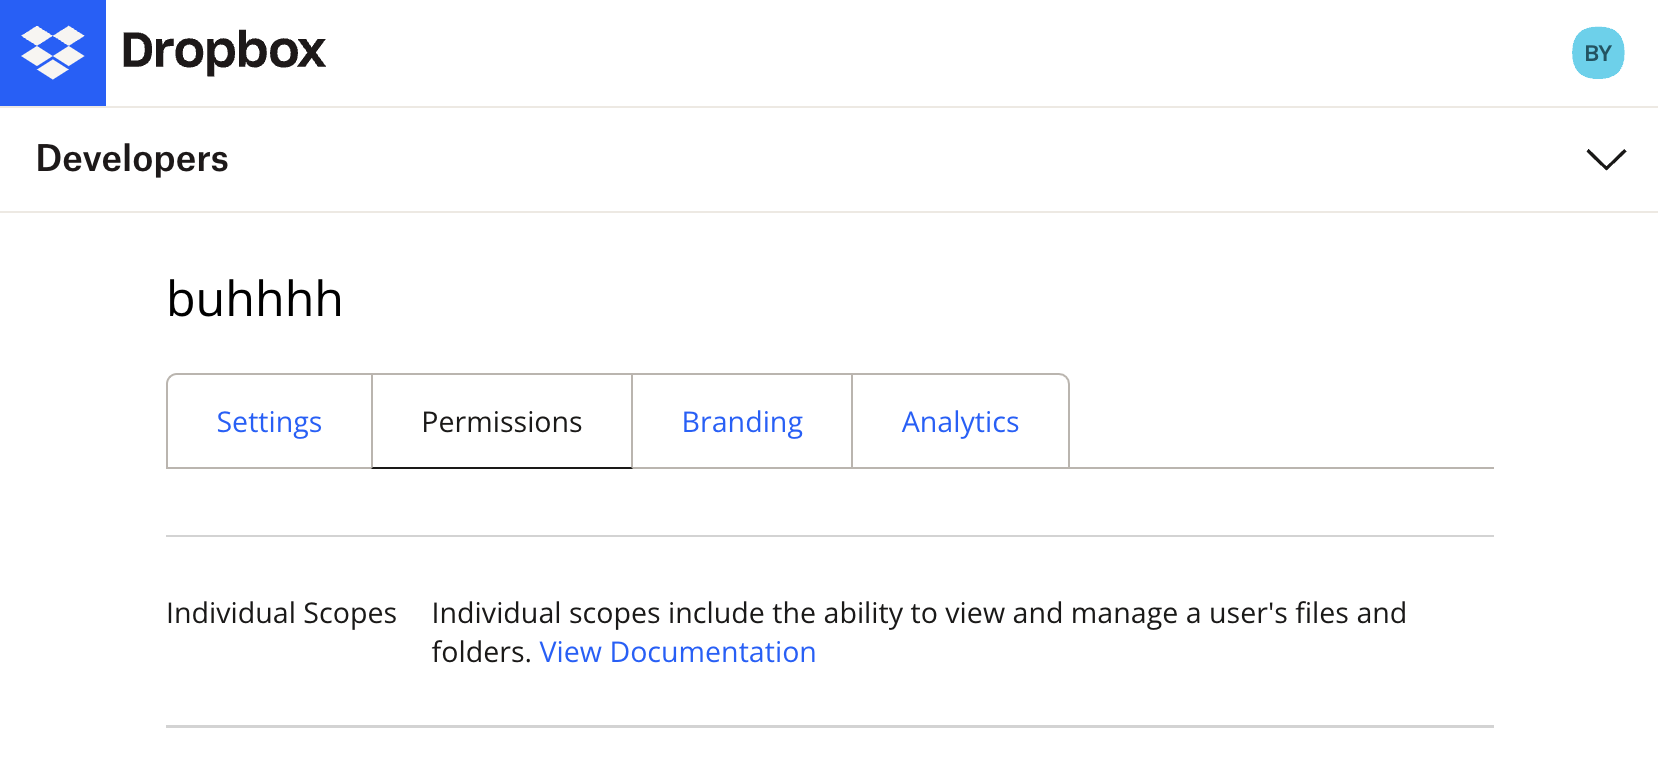 Dropbox
BY
Developers
buhhhh
Settings Permissions Branding Analytics
Individual Scopes Individual scopes include the ability to view and manage a user's files and
folders. View Documentation